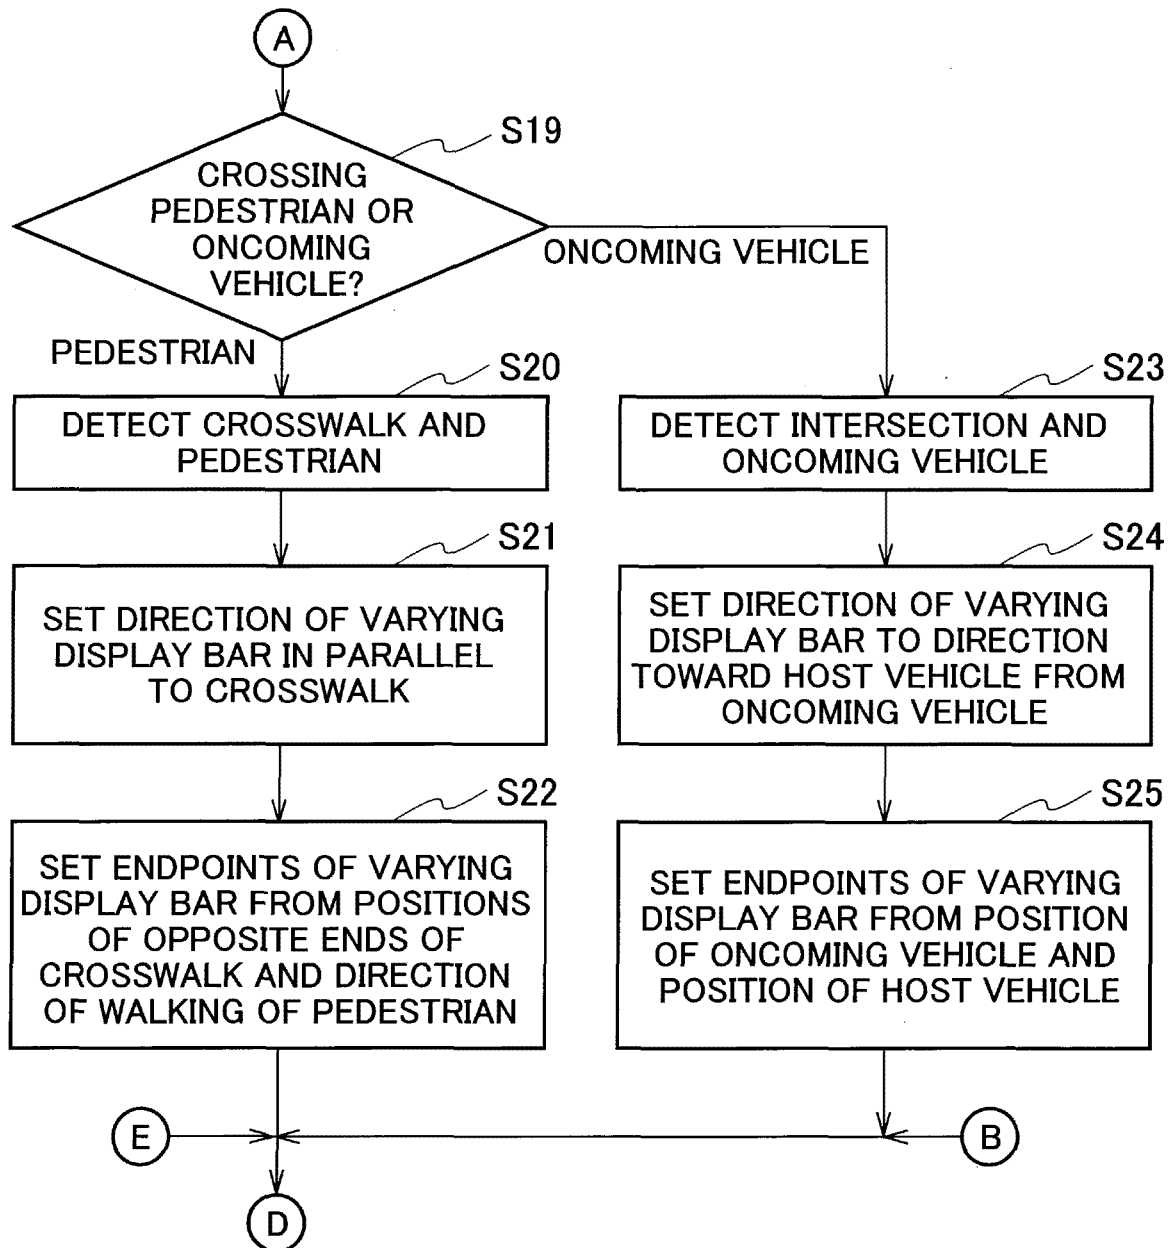 A
S19
CROSSING
PEDESTRIAN OR
ONCOMING
VEHICLE?
ONCOMING VEHICLE
PEDESTRIAN
S20
DETECT CROSSWALK AND
PEDESTRIAN
S23
DETECT INTERSECTION AND
ONCOMING VEHICLE
S21
SET DIRECTION OF VARYING
DISPLAY BAR IN PARALLEL
TO CROSSWALK
S24
SET DIRECTION OF VARYING
DISPLAY BAR TO DIRECTION
TOWARD HOST VEHICLE FROM
ONCOMING VEHICLE
S22
SET ENDPOINTS OF VARYING
DISPLAY BAR FROM POSITIONS
OF OPPOSITE ENDS OF
CROSSWALK AND DIRECTION
OF WALKING OF PEDESTRIAN
S25
SET ENDPOINTS OF VARYING
DISPLAY BAR FROM POSITION
OF ONCOMING VEHICLE AND
POSITION OF HOST VEHICLE
E
B
D